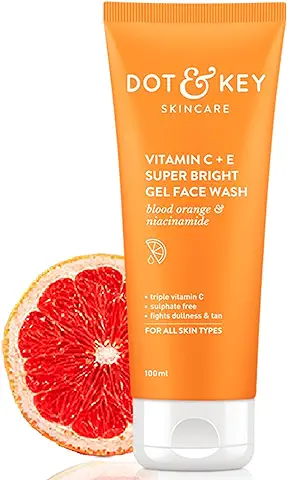 DOT & KEY
SKINCARE
VITAMIN C + E
SUPER BRIGHT
GEL FACE WASH
blood orange &
niacinamide
• triple vitamin C
• sulphate free
• fights dullness & tan
FOR ALL SKIN TYPES
100ml